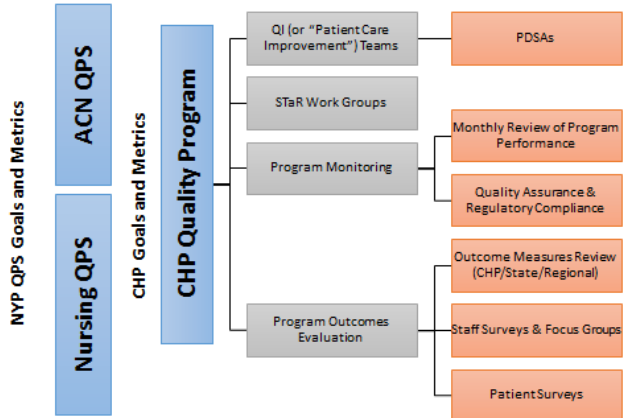 NYP QPS Goals and Metrics
ACN QPS
Nursing QPS
CHP Goals and Metrics
CHP Quality Program
QI (or “Patient Care
Improvement”) Teams
STaR Work Groups
Program Monitoring
Program Outcomes
Evaluation
PDSAs
Monthly Review of Program
Performance
Quality Assurance &
Regulatory Compliance
Outcome Measures Review
(CHP/State/Regional)
Staff Surveys & Focus Groups
Patient Surveys